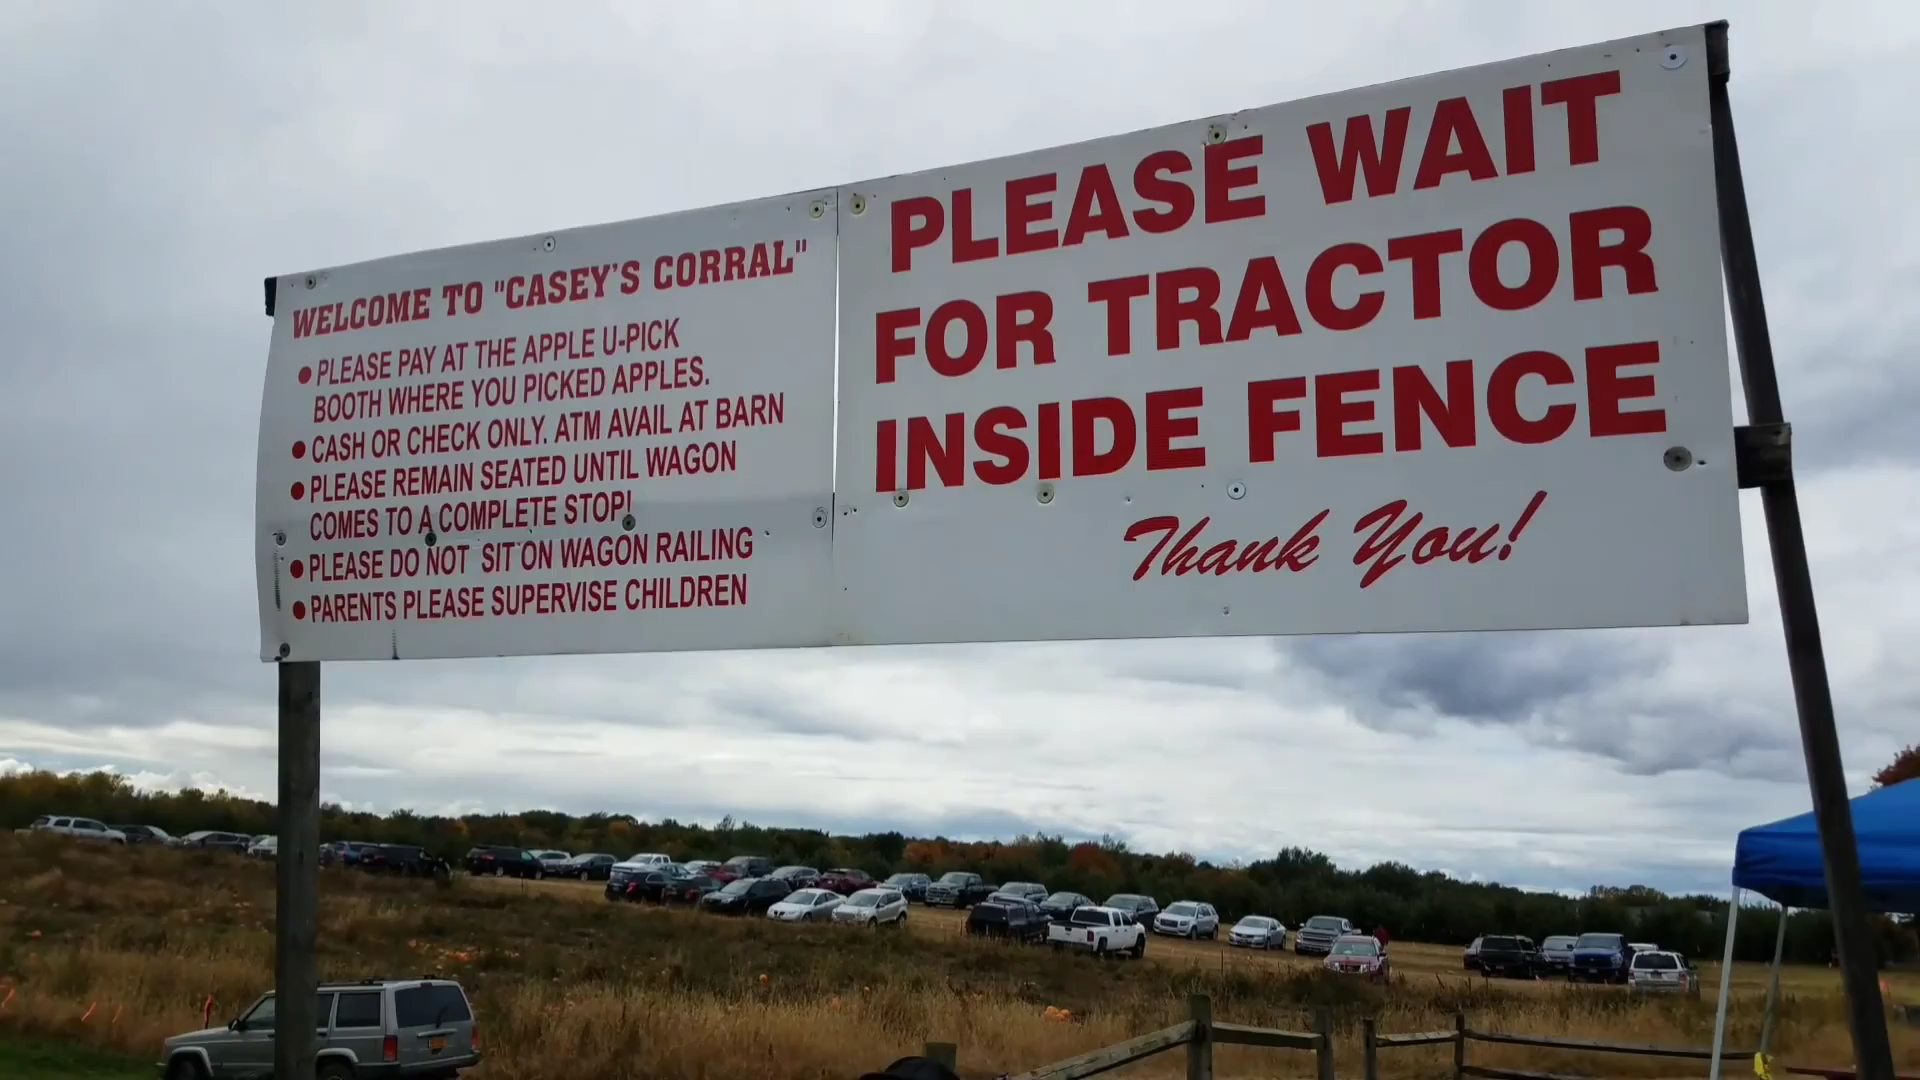 WELCOME TO "CASEY'S CORRAL"
• PLEASE PAY AT THE APPLE U-PICK
BOOTH WHERE YOU PICKED APPLES.
• CASH OR CHECK ONLY. ATM AVAIL AT BARN
• PLEASE REMAIN SEATED UNTIL WAGON
COMES TO A COMPLETE STOP!
• PLEASE DO NOT SIT ON WAGON RAILING
• PARENTS PLEASE SUPERVISE CHILDREN
PLEASE WAIT
FOR TRACTOR
INSIDE FENCE
Thank You!